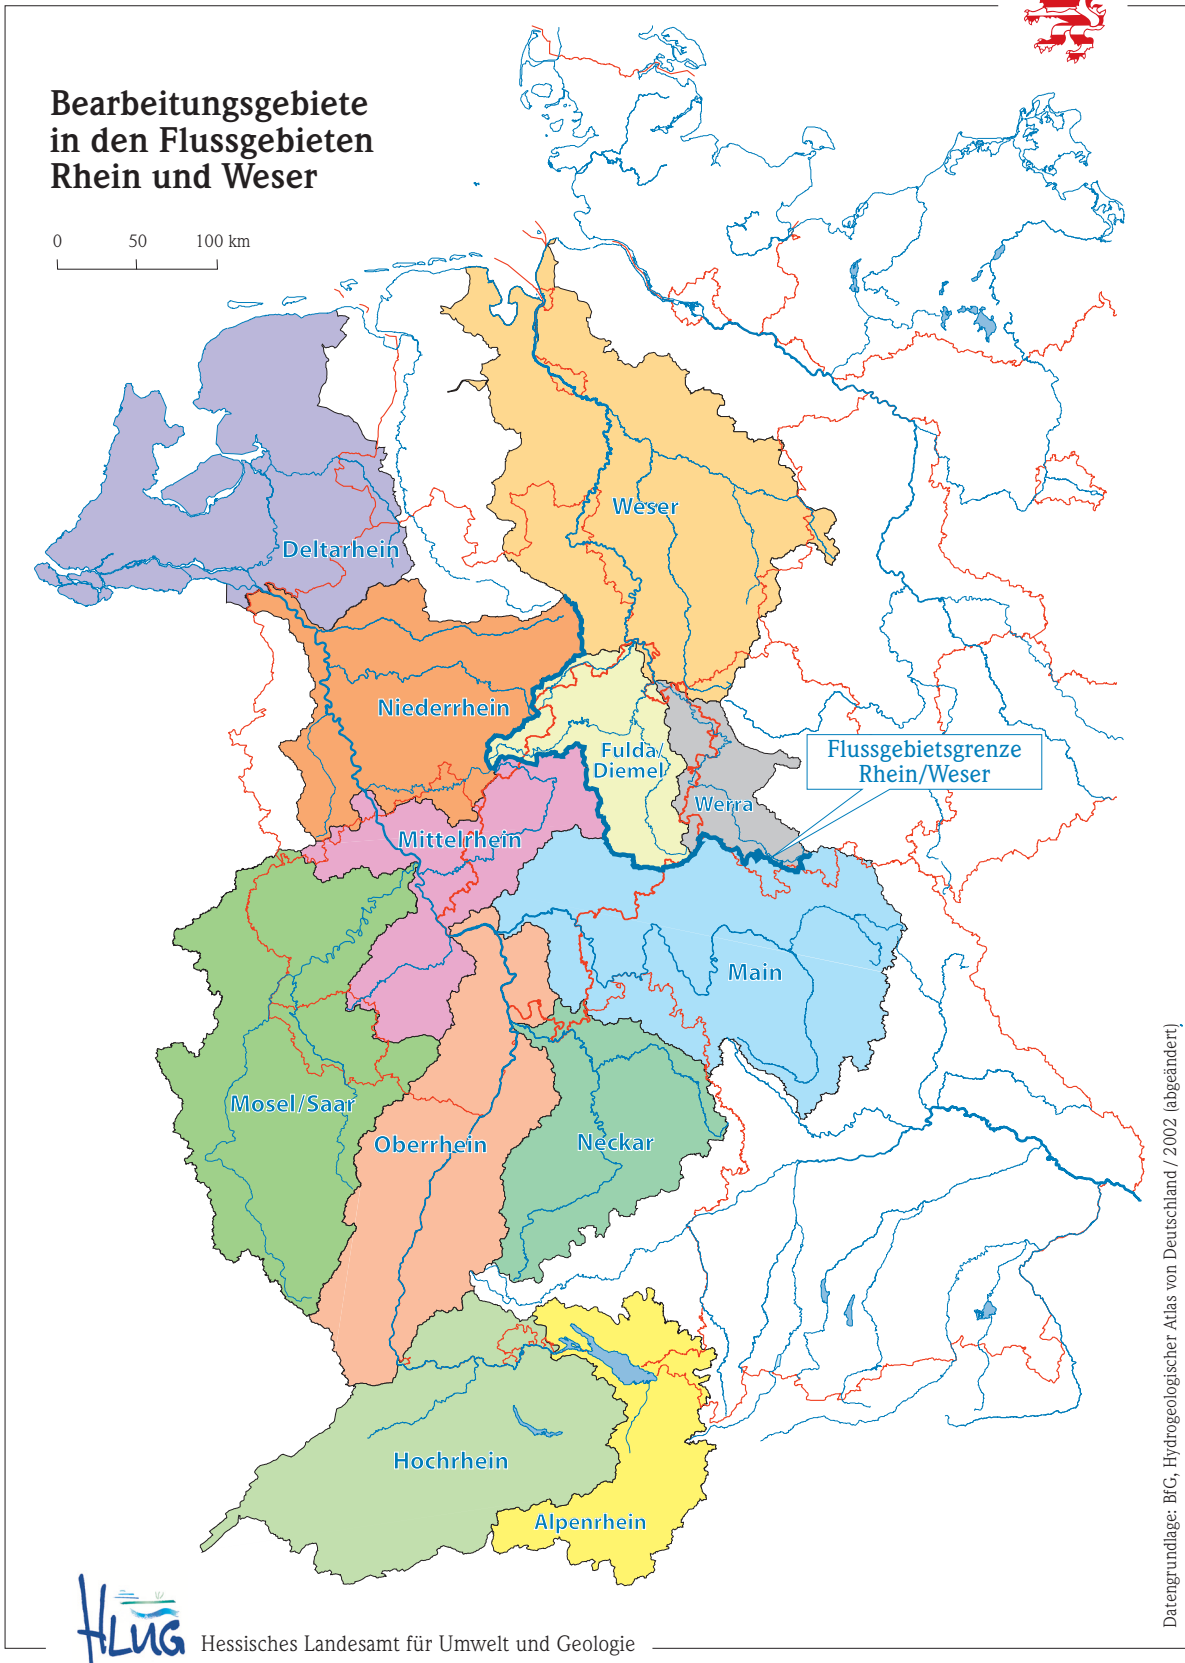 Bearbeitungsgebiete
in den Flussgebieten
Rhein und Weser
0 50 100 km
Weser
Deltarhein
Niederrhein
Fulda/
Diemel
Flussgebietsgrenze
Rhein/Weser
Werra
Mittelrhein
Main
Mosel/Saar
Oberrhein
Neckar
Hochrhein
Alpenrhein
Datengrundlage: BfG, Hydrogeologischer Atlas von Deutschland / 2002 (abgeändert)
HLUG
Hessisches Landesamt für Umwelt und Geologie